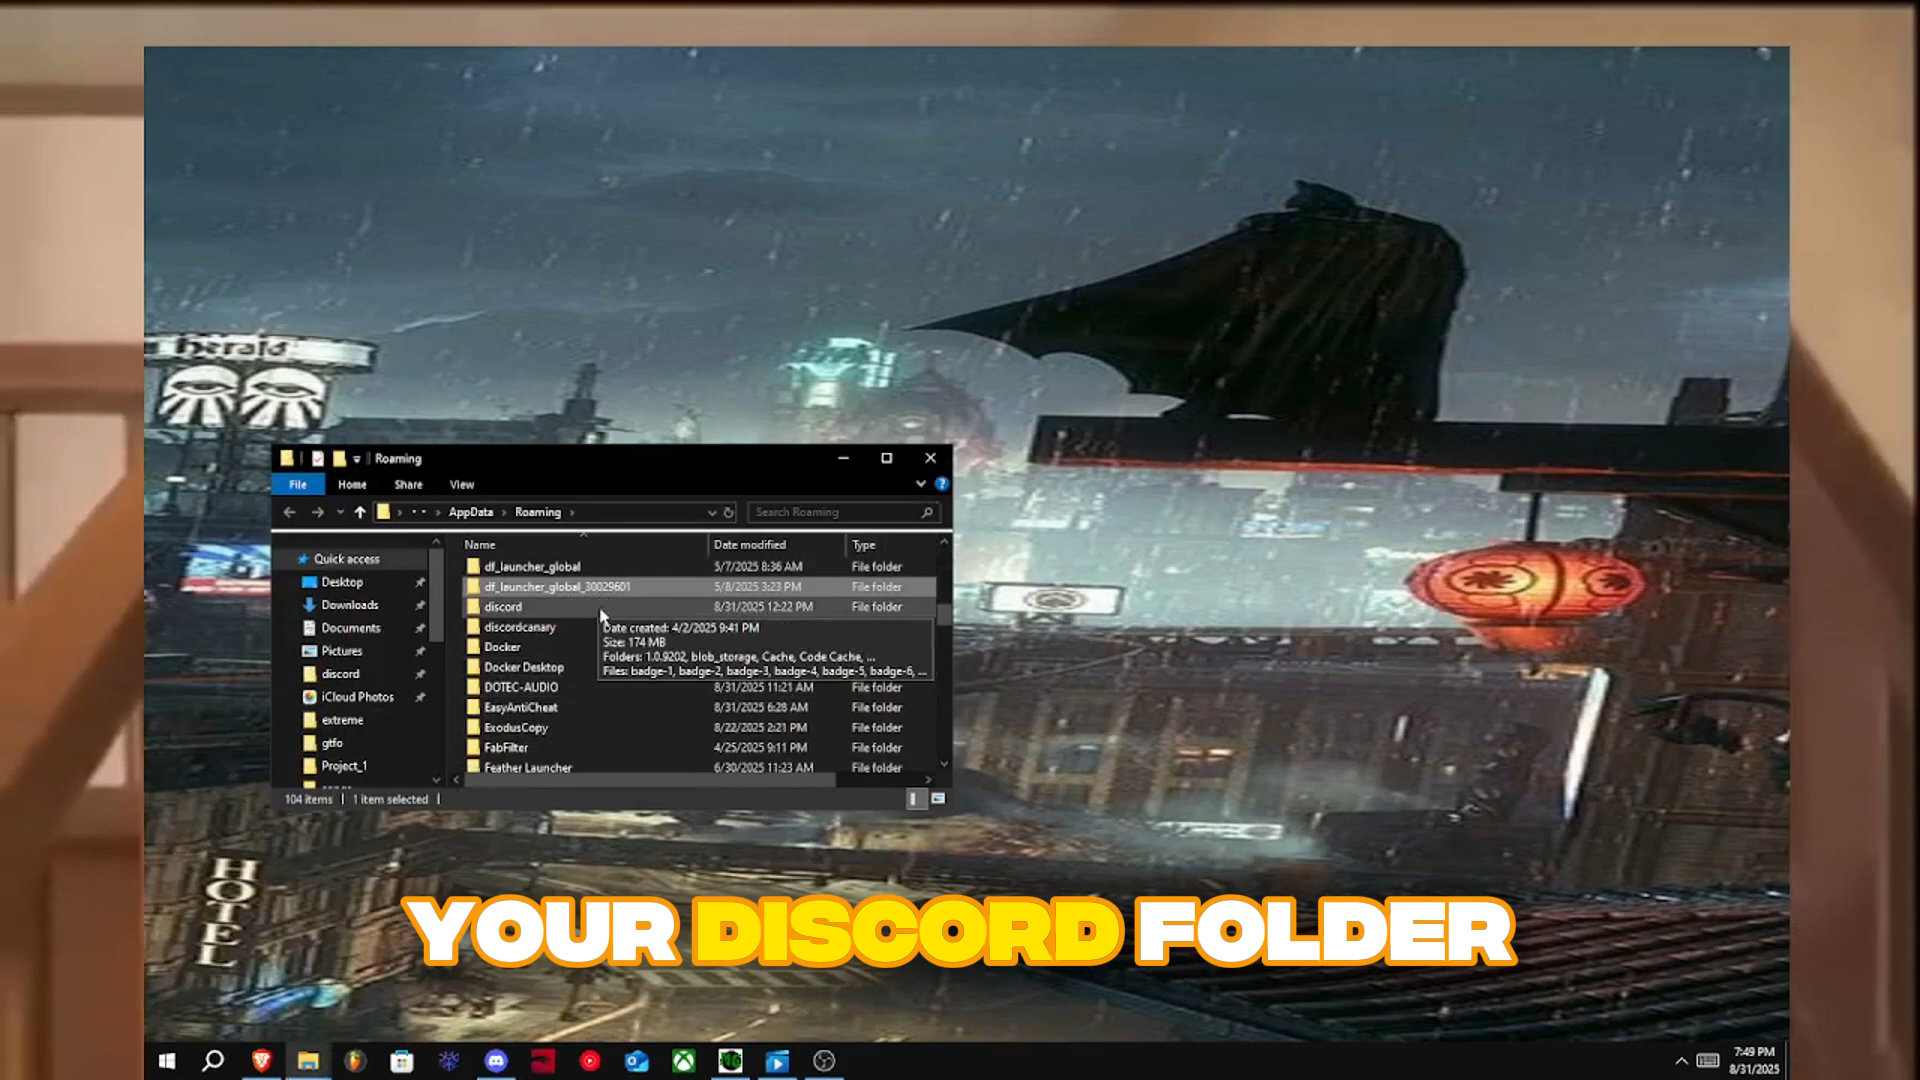 herald
Roaming
File
Home
Share
View
AppData
Roaming
Search Roaming
Quick access
Desktop
Downloads
Documents
Pictures
discord
iCloud Photos
extreme
gtfo
Project_1
Name
Date modified
Type
df_launcher_global
5/7/2025 8:36 AM
File folder
df_launcher_global_30029601
5/8/2025 3:23 PM
File folder
discord
8/31/2025 12:22 PM
File folder
discordcanary
Docker
Docker Desktop
Date created: 4/2/2025 9:41 PM
Size: 174 MB
Folders: 1.0.9202, blob_storage, Cache, Code Cache, ...
Files: badge-1, badge-2, badge-3, badge-4, badge-5, badge-6, ...
DOTEC-AUDIO
8/31/2025 11:21 AM
File folder
EasyAntiCheat
8/31/2025 6:28 AM
File folder
ExodusCopy
8/22/2025 2:21 PM
File folder
FabFilter
4/25/2025 9:11 PM
File folder
Feather Launcher
6/30/2025 11:23 AM
File folder
104 items
1 item selected
HOTEL
YOUR DISCORD FOLDER
7:49 PM
8/31/2025